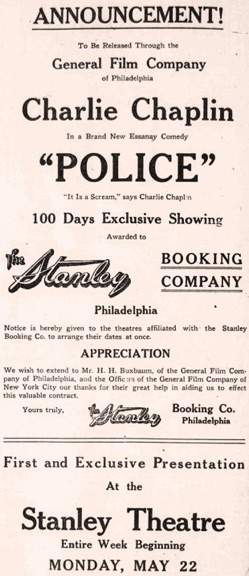 ANNOUNCEMENT!
To Be Released Through the
General Film Company
of Philadelphia
Charlie Chaplin
In a Brand New Essanay Comedy
"POLICE"
"It Is a Scream," says Charlie Chaplin
100 Days Exclusive Showing
Awarded to
The Stanley BOOKING
COMPANY
Philadelphia
Notice is hereby given to the theatres affiliated with the Stanley
Booking Co. to arrange their dates at once.
APPRECIATION
We wish to extend to Mr. H. H. Buxbaum, of the General Film Com-
pany of Philadelphia, and the Officers of the General Film Company of
New York City our thanks for their great help in aiding us to effect
this valuable contract.
Yours truly, The Stanley Booking Co.
Philadelphia
First and Exclusive Presentation
At the
Stanley Theatre
Entire Week Beginning
MONDAY, MAY 22